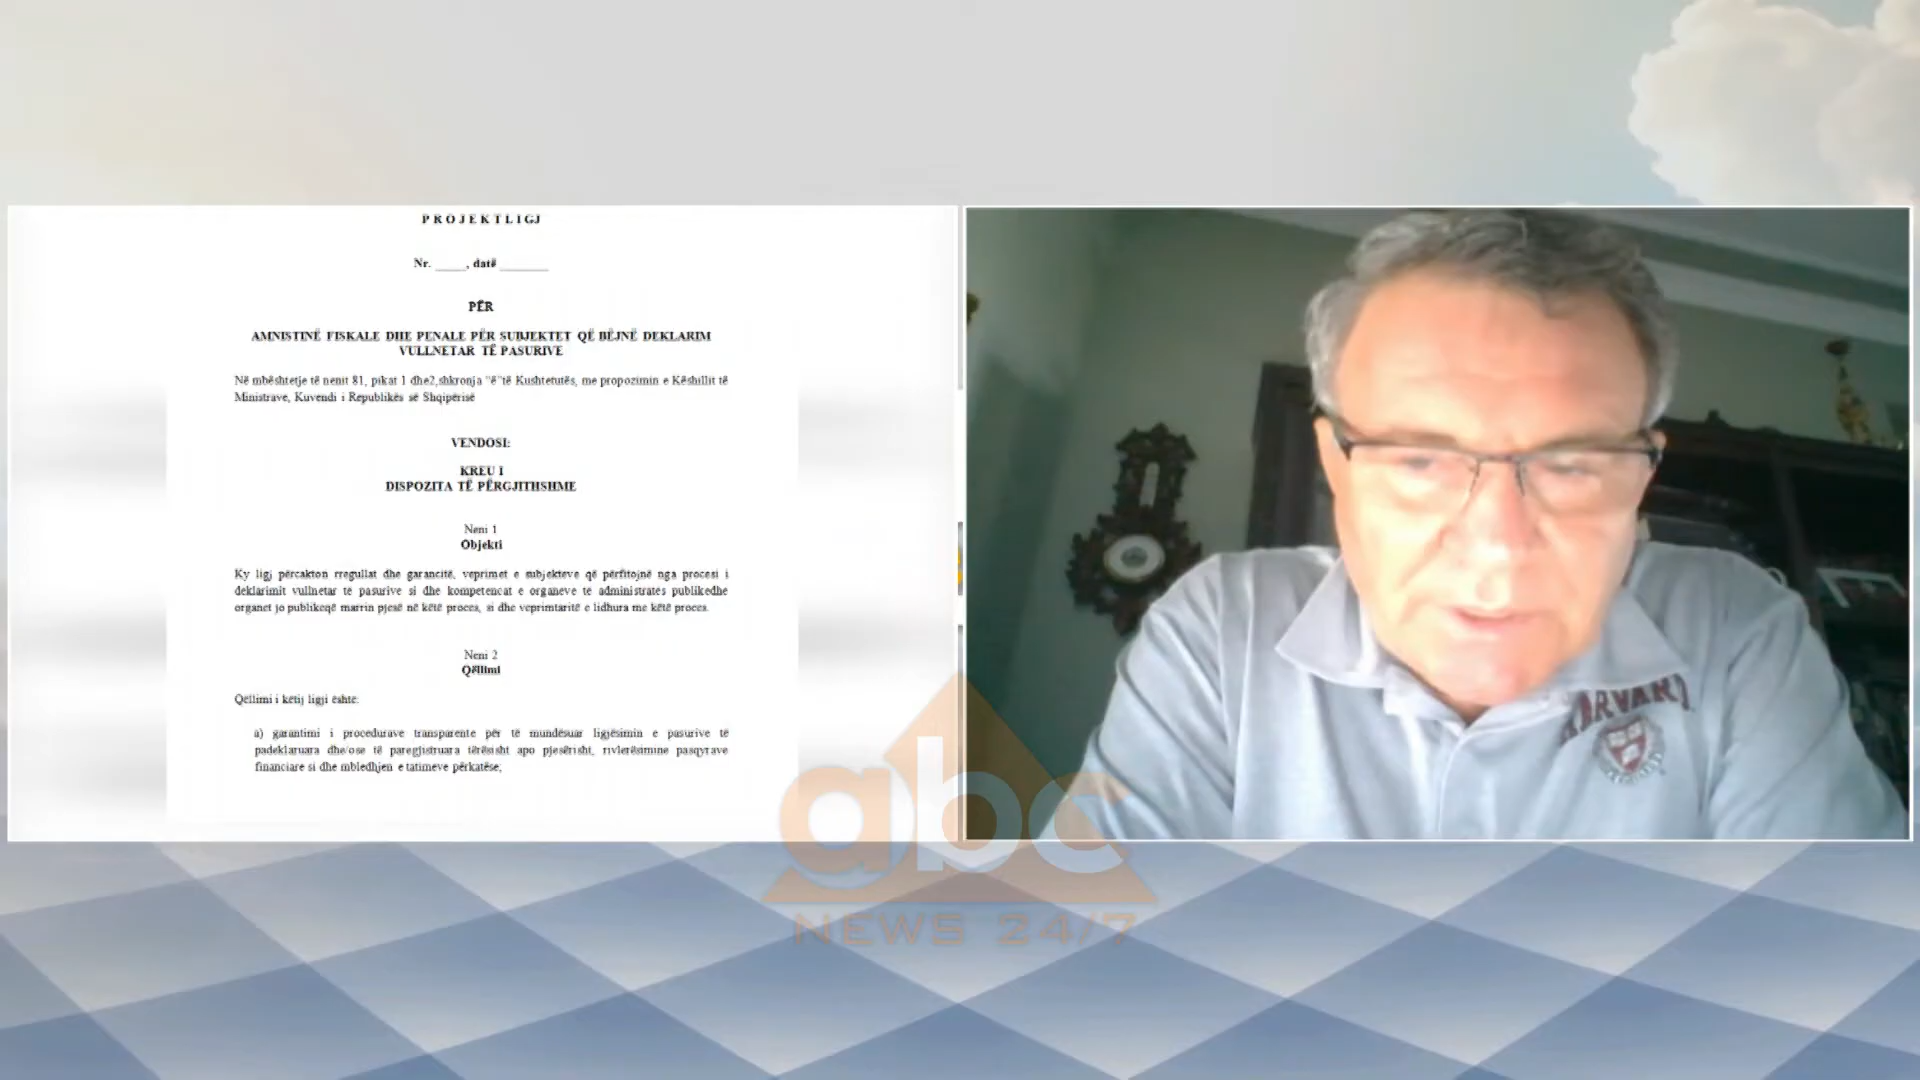 P R O J E K T L I G J
Nr. _____, datë ________
PËR
AMNISTINË FISKALE DHE PENALE PËR SUBJEKTET QË BËJNË DEKLARIM
VULLNETAR TË PASURIVE
Në mbështetje të nenit 81, pikat 1 dhe2,shkronja "ë"të Kushtetutës, me propozimin e Këshillit të
Ministrave, Kuvendi i Republikës së Shqipërisë
VENDOSI:
KREU I
DISPOZITA TË PËRGJITHSHME
Neni 1
Objekti
Ky ligj përcakton rregullat dhe garancitë, veprimet e subjekteve që përfitojnë nga procesi i
deklarimit vullnetar të pasurive si dhe kompetencat e organeve të administratës publikedhe
organet jo publikeqë marrin pjesë në këtë proces, si dhe veprimtaritë e lidhura me këtë proces.
Neni 2
Qëllimi
Qëllimi i këtij ligji është:
a) garantimi i procedurave transparente për të mundësuar ligjësimin e pasurive të
padeklaruara dhe/ose të paregjistruara tërësisht apo pjesërisht, rivlerësimine pasqyrave
financiare si dhe mbledhjen e tatimeve përkatëse;
HARVARD
abc
NEWS 24/7